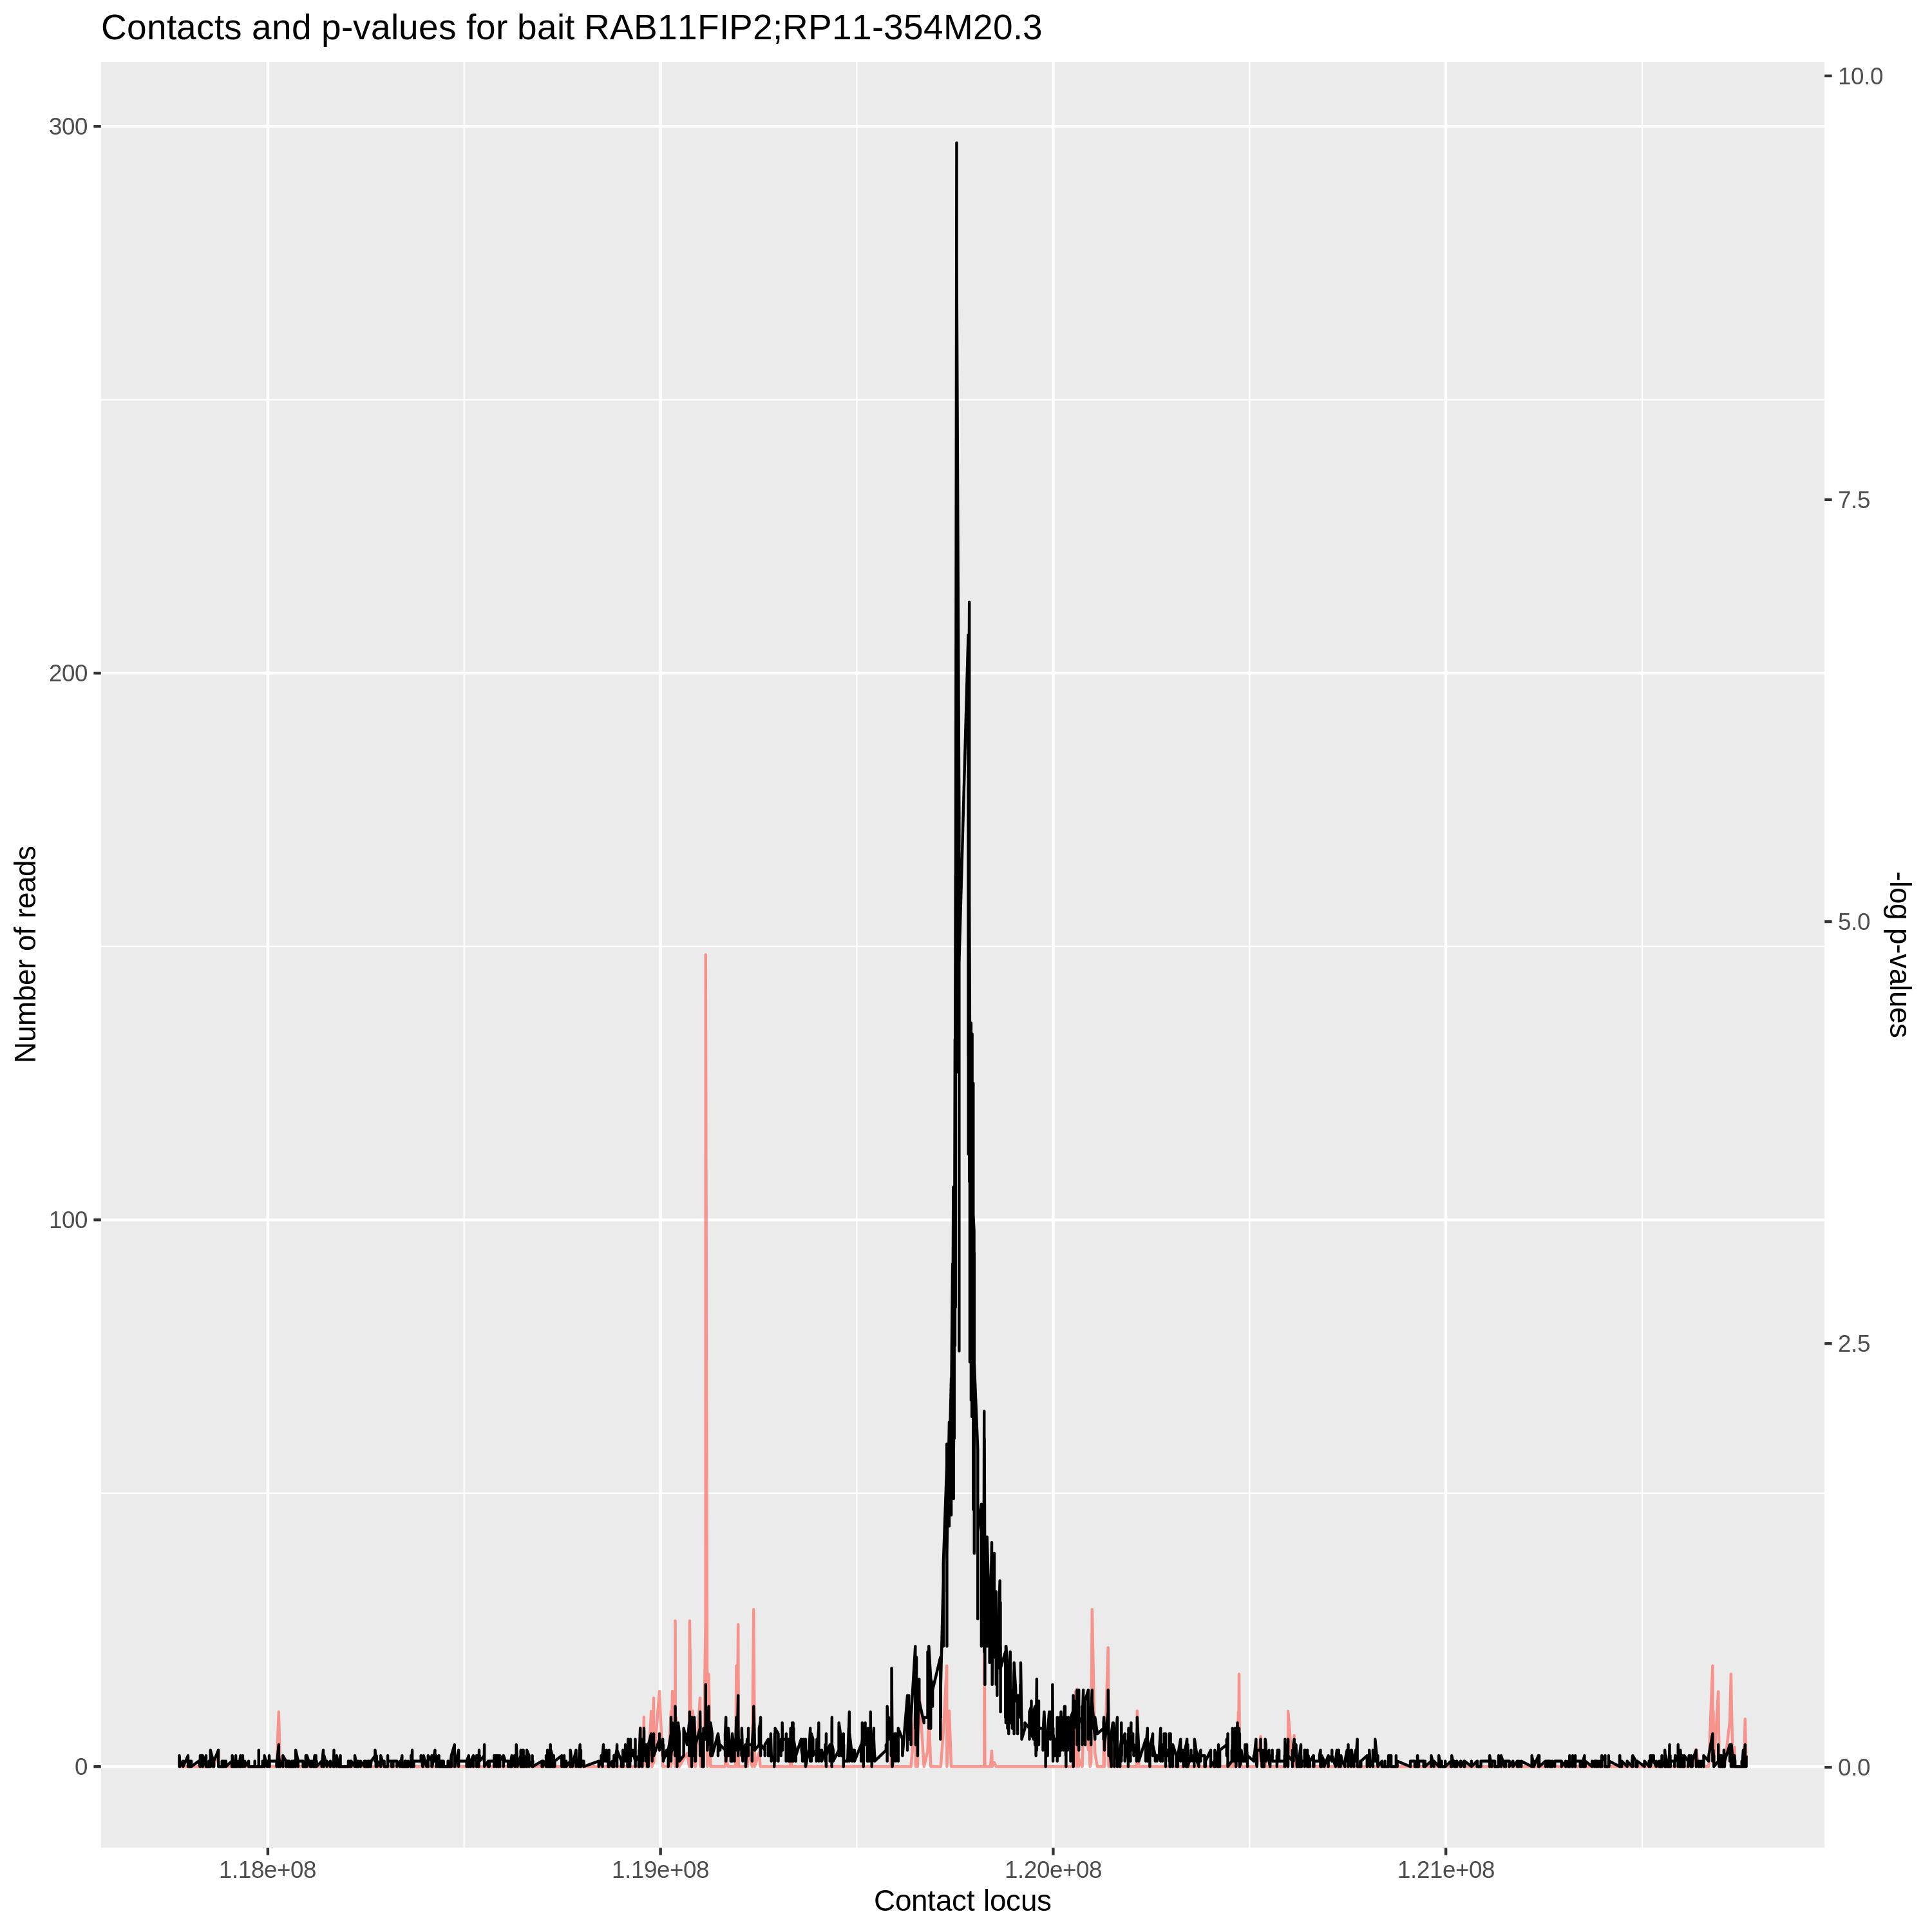 Contacts and p-values for bait RAB11FIP2;RP11-354M20.3
300
200
100
0
Number of reads
10.0
7.5
5.0
2.5
0.0
-log p-values
1.18e+08 1.19e+08 1.20e+08 1.21e+08
Contact locus